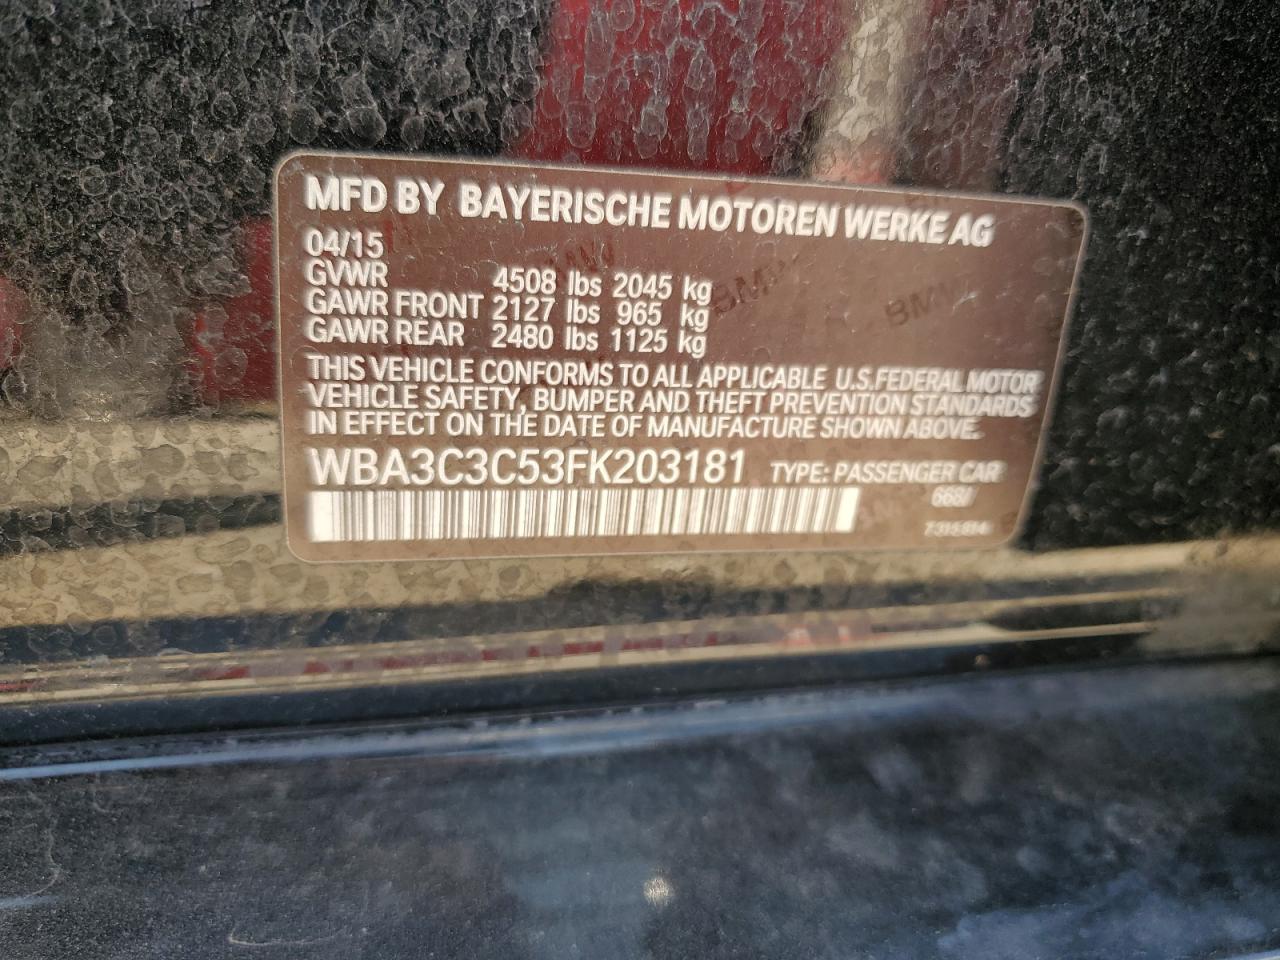 MFD BY BAYERISCHE MOTOREN WERKE AG
04/15
GVWR 4508 lbs 2045 kg
GAWR FRONT 2127 lbs 965 kg
GAWR REAR 2480 lbs 1125 kg
THIS VEHICLE CONFORMS TO ALL APPLICABLE U.S.FEDERAL MOTOR
VEHICLE SAFETY, BUMPER AND THEFT PREVENTION STANDARDS
IN EFFECT ON THE DATE OF MANUFACTURE SHOWN ABOVE.
WBA3C3C53FK203181 TYPE: PASSENGER CAR